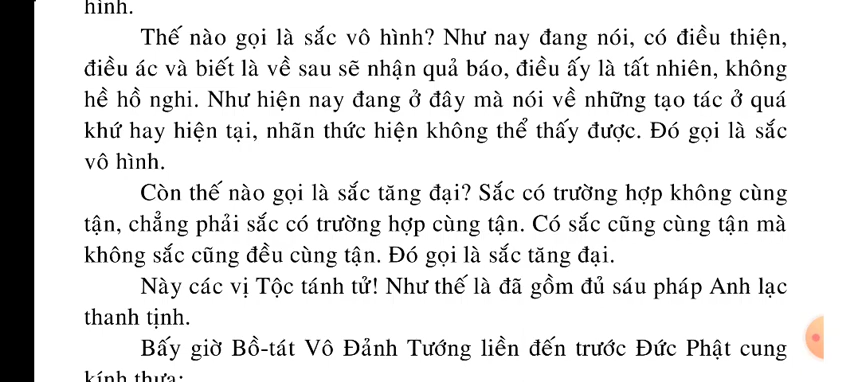 hình.
Thế nào gọi là sắc vô hình? Như nay đang nói, có điều thiện,
điều ác và biết là về sau sẽ nhận quả báo, điều ấy là tất nhiên, không
hề hồ nghi. Như hiện nay đang ở đây mà nói về những tạo tác ở quá
khứ hay hiện tại, nhãn thức hiện không thể thấy được. Đó gọi là sắc
vô hình.
Còn thế nào gọi là sắc tăng đại? Sắc có trường hợp không cùng
tận, chẳng phải sắc có trường hợp cùng tận. Có sắc cũng cùng tận mà
không sắc cũng đều cùng tận. Đó gọi là sắc tăng đại.
Này các vị Tộc tánh tử! Như thế là đã gồm đủ sáu pháp Anh lạc
thanh tịnh.
Bấy giờ Bồ-tát Vô Đảnh Tướng liền đến trước Đức Phật cung
kính thưa: